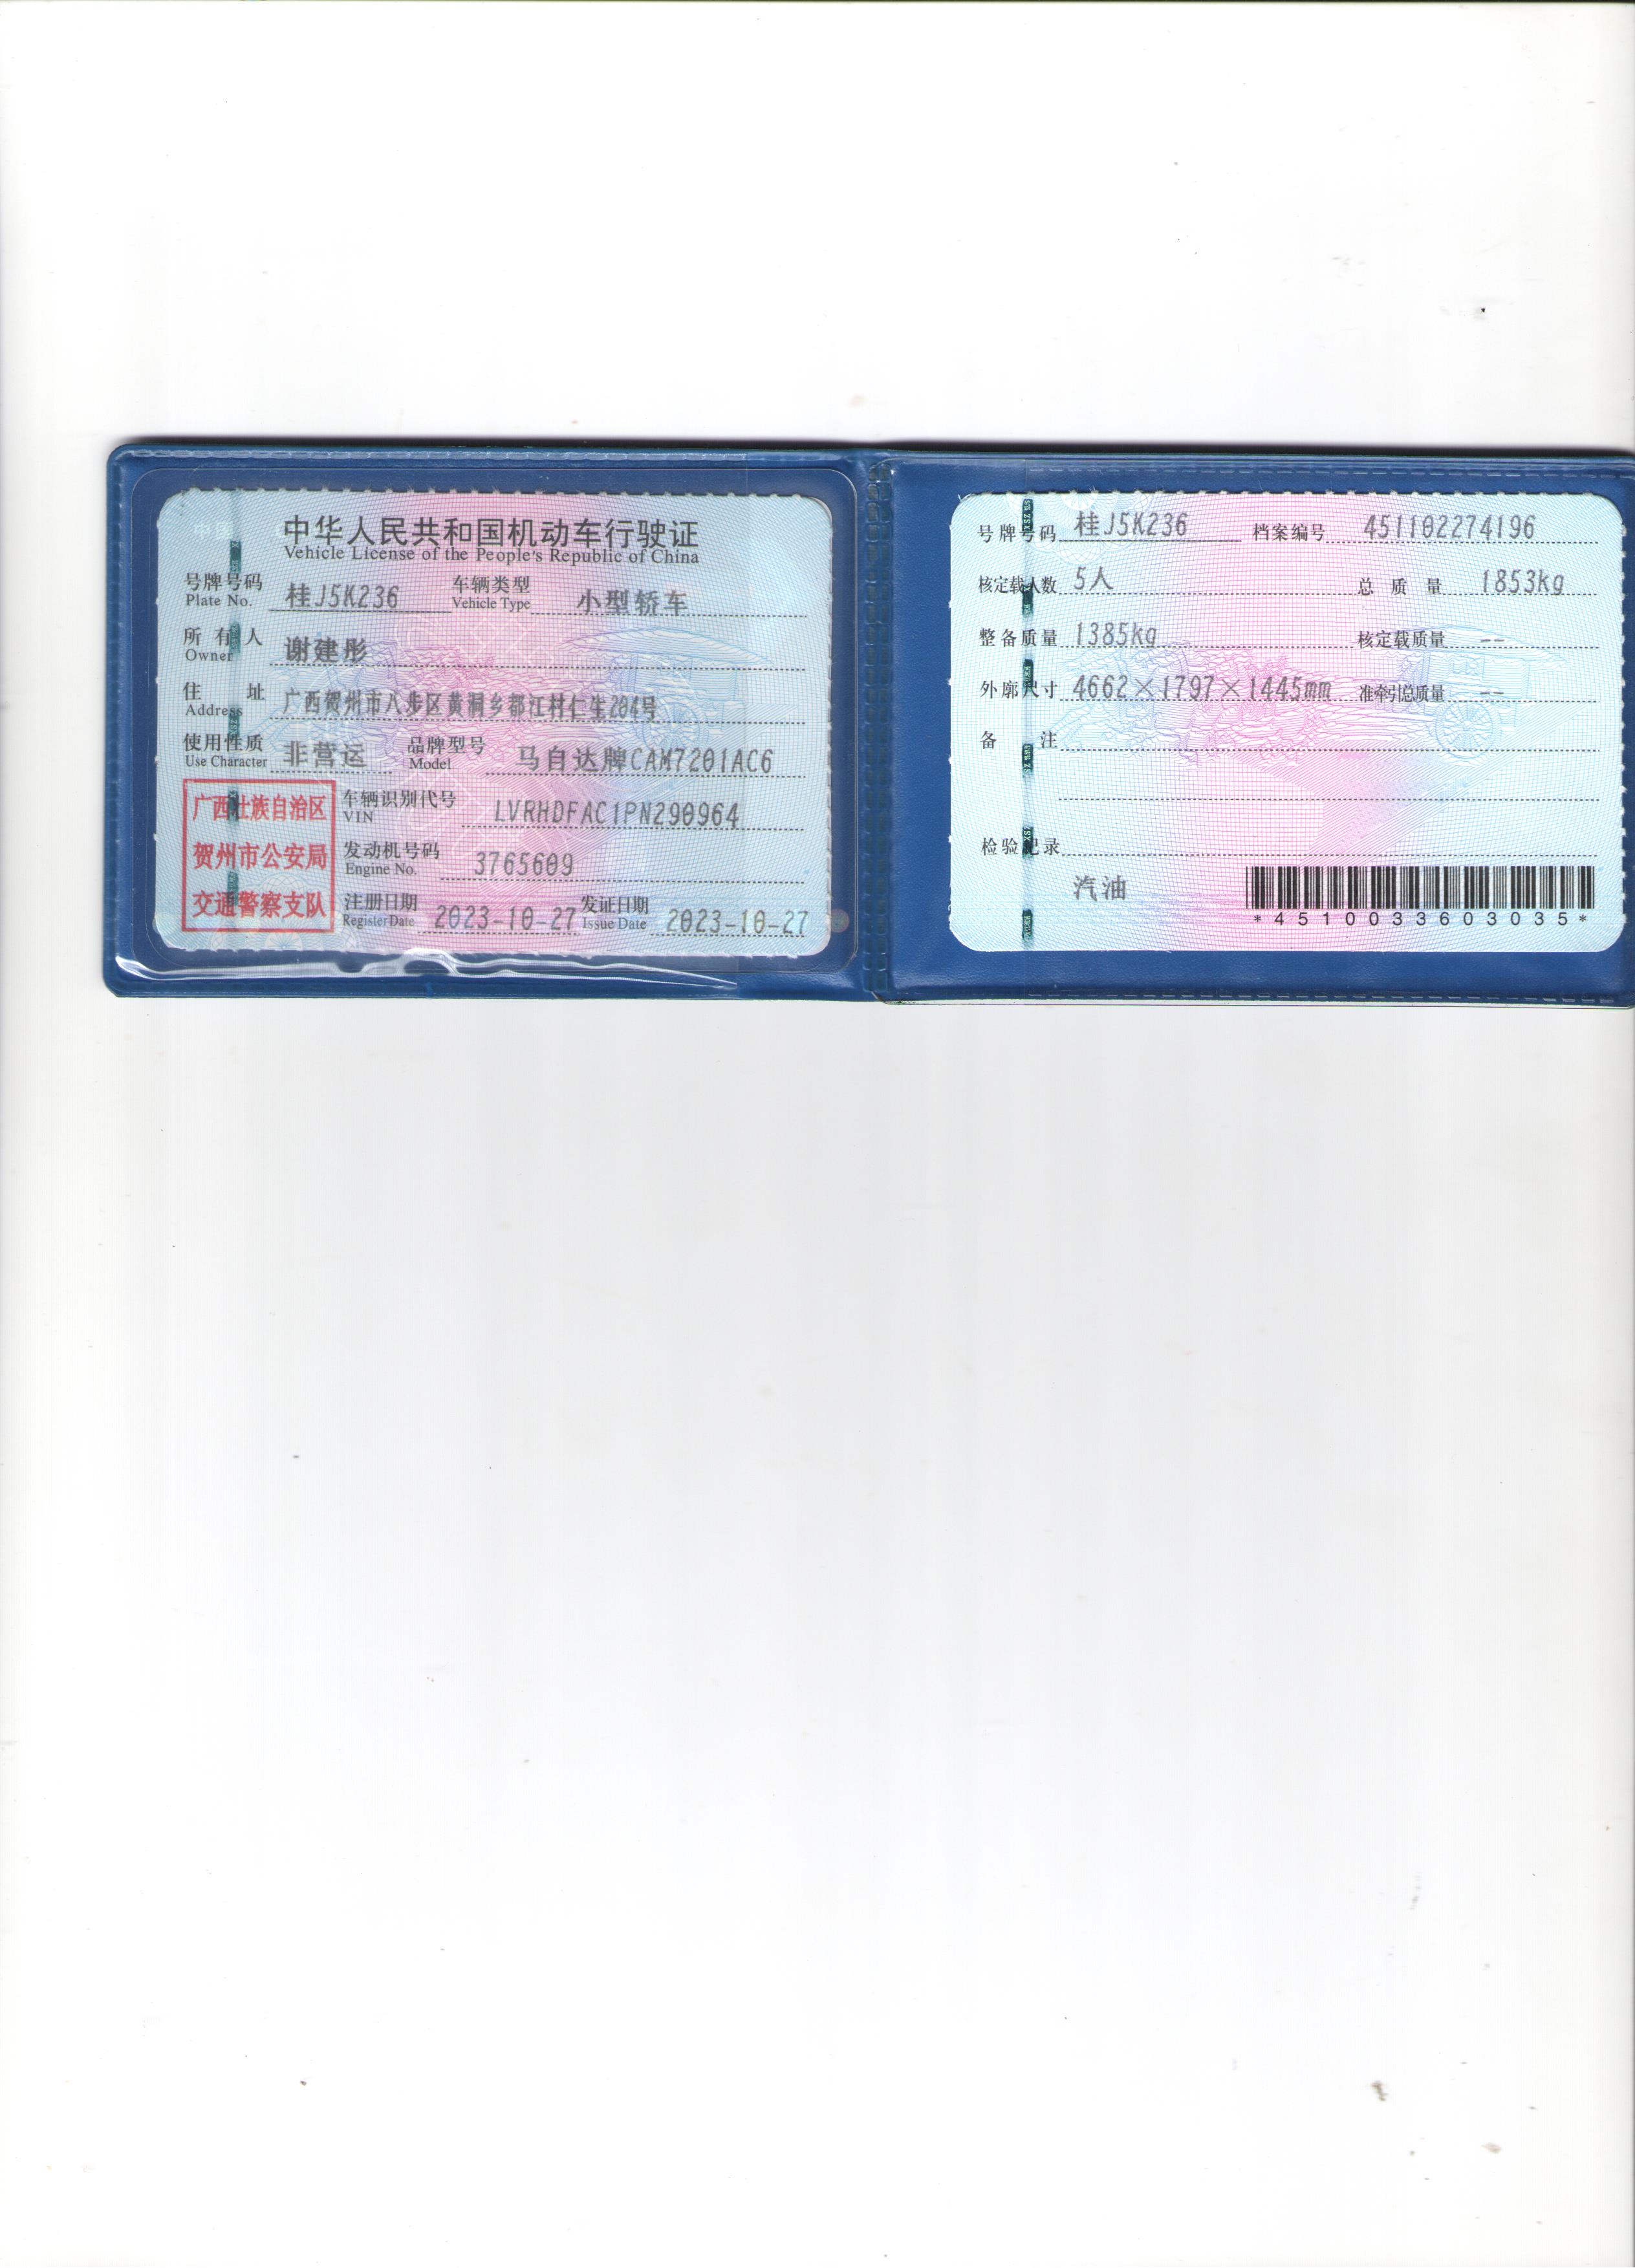 中华人民共和国机动车行驶证
Vehicle License of the People's Republic of China
号牌号码 桂J5K236 车辆类型 小型轿车
Plate No. Vehicle Type
所有人 谢建彤
Owner
住址 广西贺州市八步区黄洞乡都江村仁生204号
Address
使用性质 非营运 品牌型号 马自达牌CAM7201AC6
Use Character Model
广西壮族自治区
贺州市公安局
交通警察支队
车辆识别代号 LVRHDFAC1PN290964
VIN
发动机号码 3765609
Engine No.
注册日期 2023-10-27 发证日期 2023-10-27
Register Date Issue Date
号牌号码 桂J5K236 档案编号 451102274196
核定载人数 5人 总质量 1853kg
整备质量 1385kg 核定载质量 --
外廓尺寸 4662×1797×1445mm 准牵引总质量 --
备注
检验记录
汽油
*4510033603035*